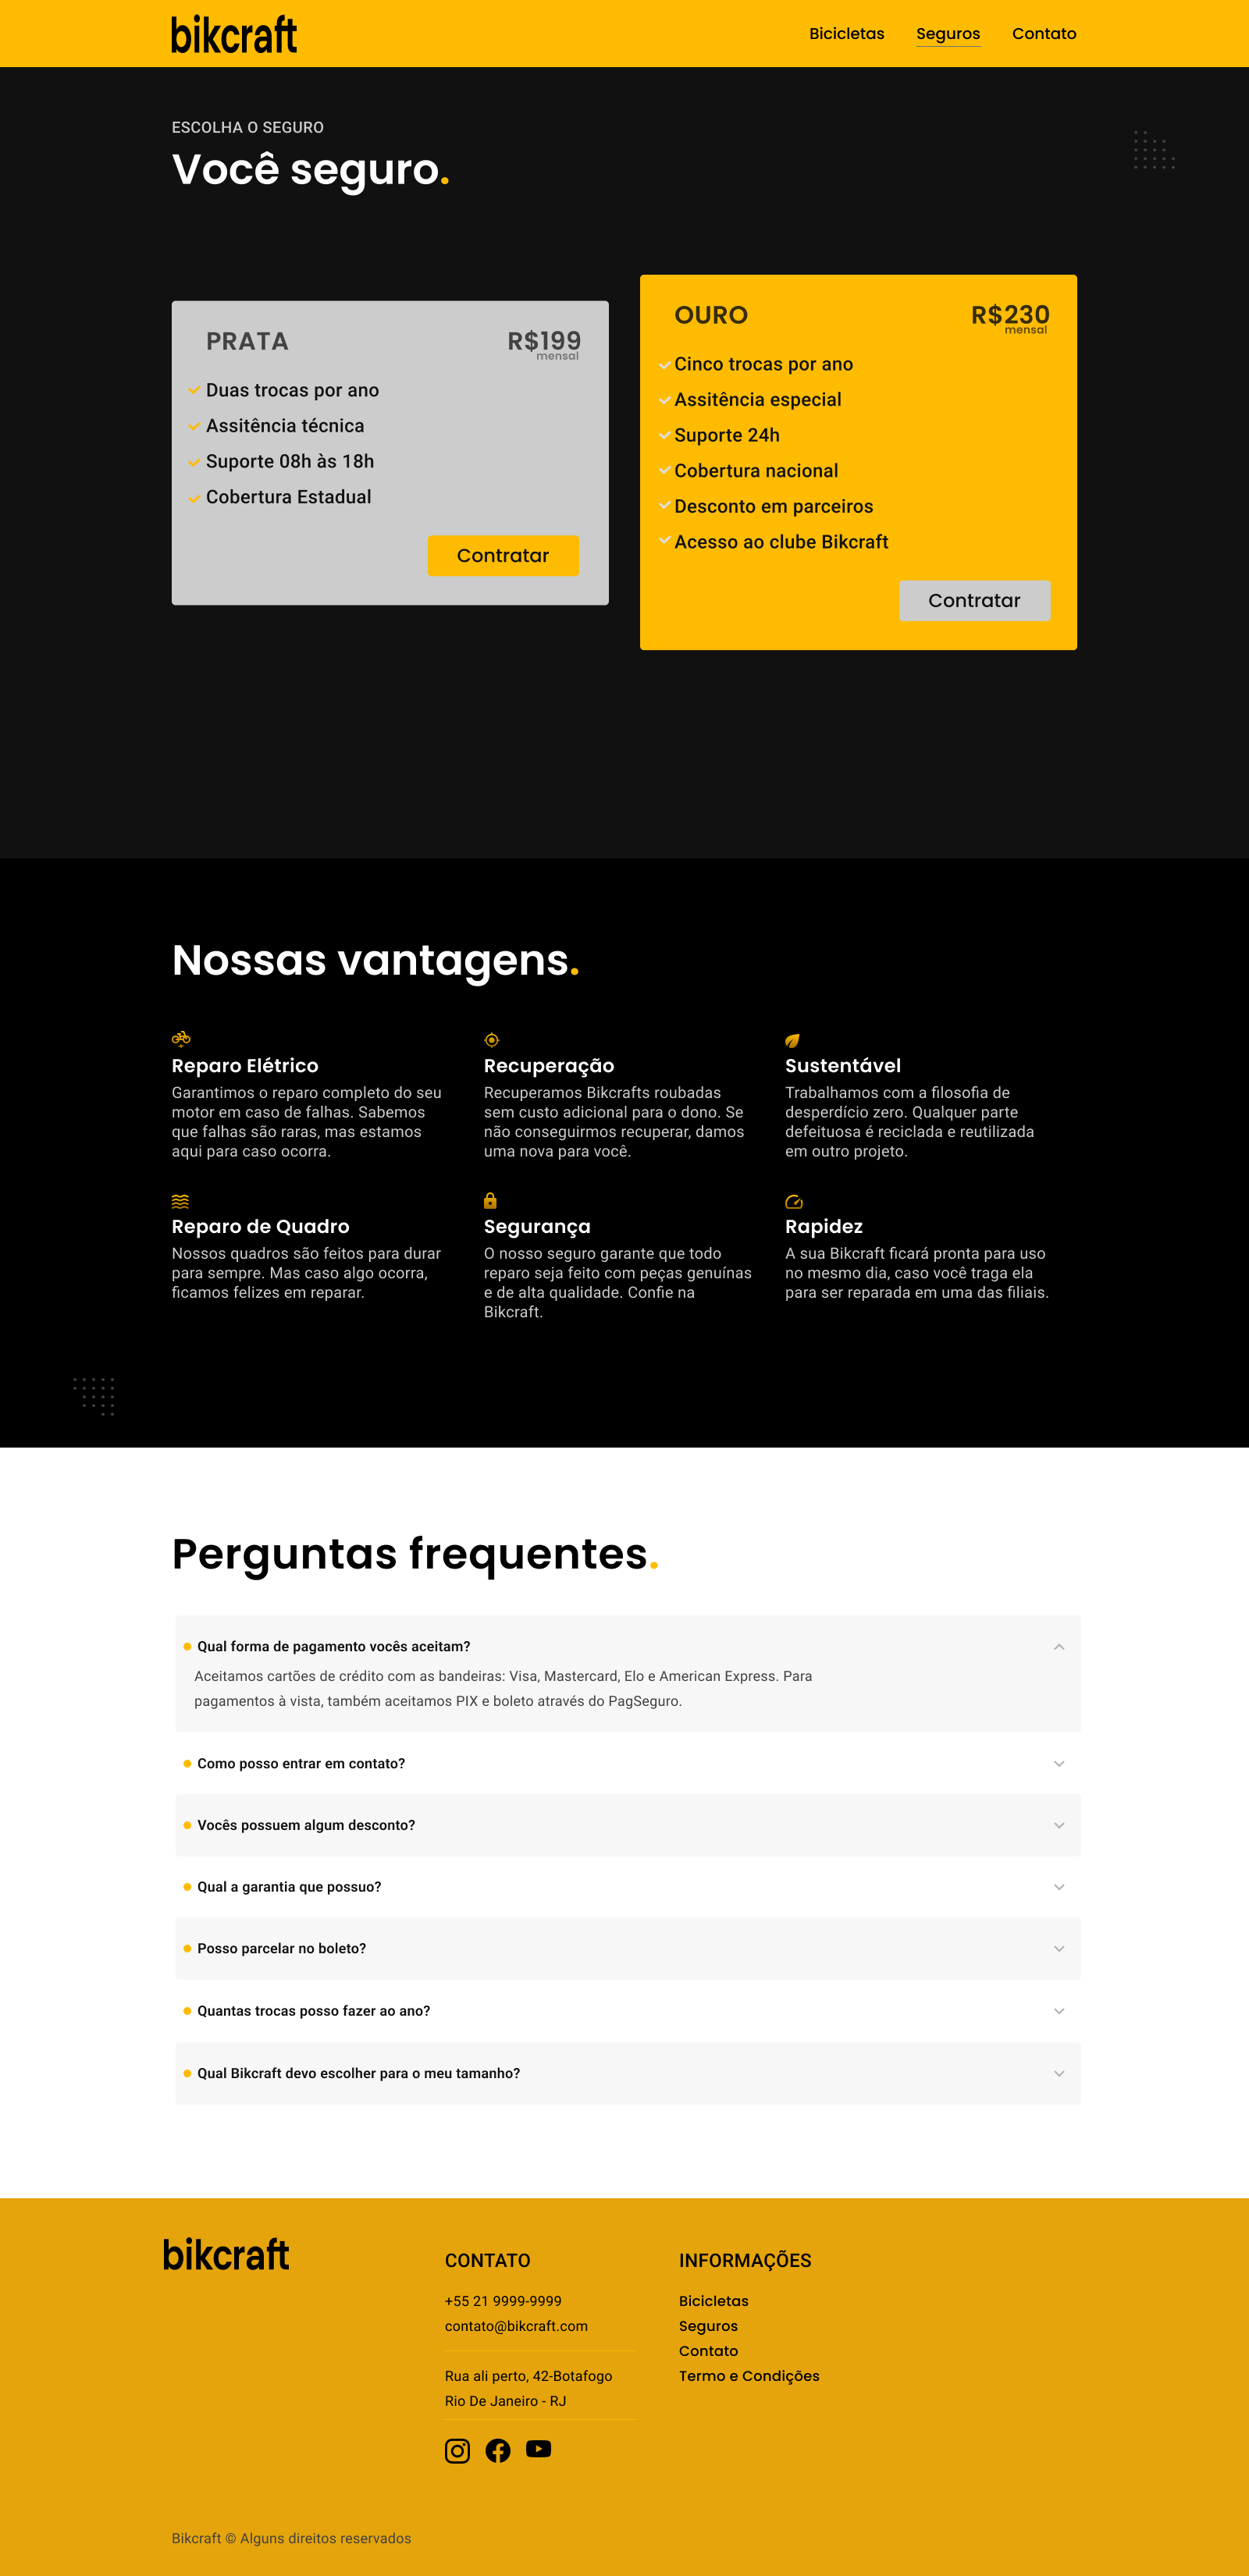 bikcraft
Bicicletas
Seguros
Contato
ESCOLHA O SEGURO
Você seguro.
PRATA
R$199
mensal
Duas trocas por ano
Assitência técnica
Suporte 08h às 18h
Cobertura Estadual
Contratar
OURO
R$230
mensal
Cinco trocas por ano
Assitência especial
Suporte 24h
Cobertura nacional
Desconto em parceiros
Acesso ao clube Bikcraft
Contratar
Nossas vantagens.
Reparo Elétrico
Garantimos o reparo completo do seu
motor em caso de falhas. Sabemos
que falhas são raras, mas estamos
aqui para caso ocorra.
Recuperação
Recuperamos Bikcrafts roubadas
sem custo adicional para o dono. Se
não conseguirmos recuperar, damos
uma nova para você.
Sustentável
Trabalhamos com a filosofia de
desperdício zero. Qualquer parte
defeituosa é reciclada e reutilizada
em outro projeto.
Reparo de Quadro
Nossos quadros são feitos para durar
para sempre. Mas caso algo ocorra,
ficamos felizes em reparar.
Segurança
O nosso seguro garante que todo
reparo seja feito com peças genuínas
e de alta qualidade. Confie na
Bikcraft.
Rapidez
A sua Bikcraft ficará pronta para uso
no mesmo dia, caso você traga ela
para ser reparada em uma das filiais.
Perguntas frequentes.
Qual forma de pagamento vocês aceitam?
Aceitamos cartões de crédito com as bandeiras: Visa, Mastercard, Elo e American Express. Para
pagamentos à vista, também aceitamos PIX e boleto através do PagSeguro.
Como posso entrar em contato?
Vocês possuem algum desconto?
Qual a garantia que possuo?
Posso parcelar no boleto?
Quantas trocas posso fazer ao ano?
Qual Bikcraft devo escolher para o meu tamanho?
bikcraft
CONTATO
+55 21 9999-9999
contato@bikcraft.com
Rua ali perto, 42-Botafogo
Rio De Janeiro - RJ
INFORMAÇÕES
Bicicletas
Seguros
Contato
Termo e Condições
Bikcraft © Alguns direitos reservados